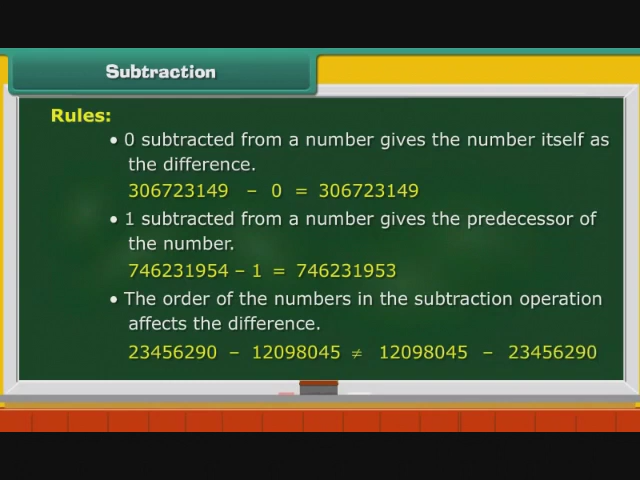 Subtraction
Rules:
• 0 subtracted from a number gives the number itself as
the difference.
306723149 – 0 = 306723149
• 1 subtracted from a number gives the predecessor of
the number.
746231954 – 1 = 746231953
• The order of the numbers in the subtraction operation
affects the difference.
23456290 – 12098045 ≠ 12098045 – 23456290